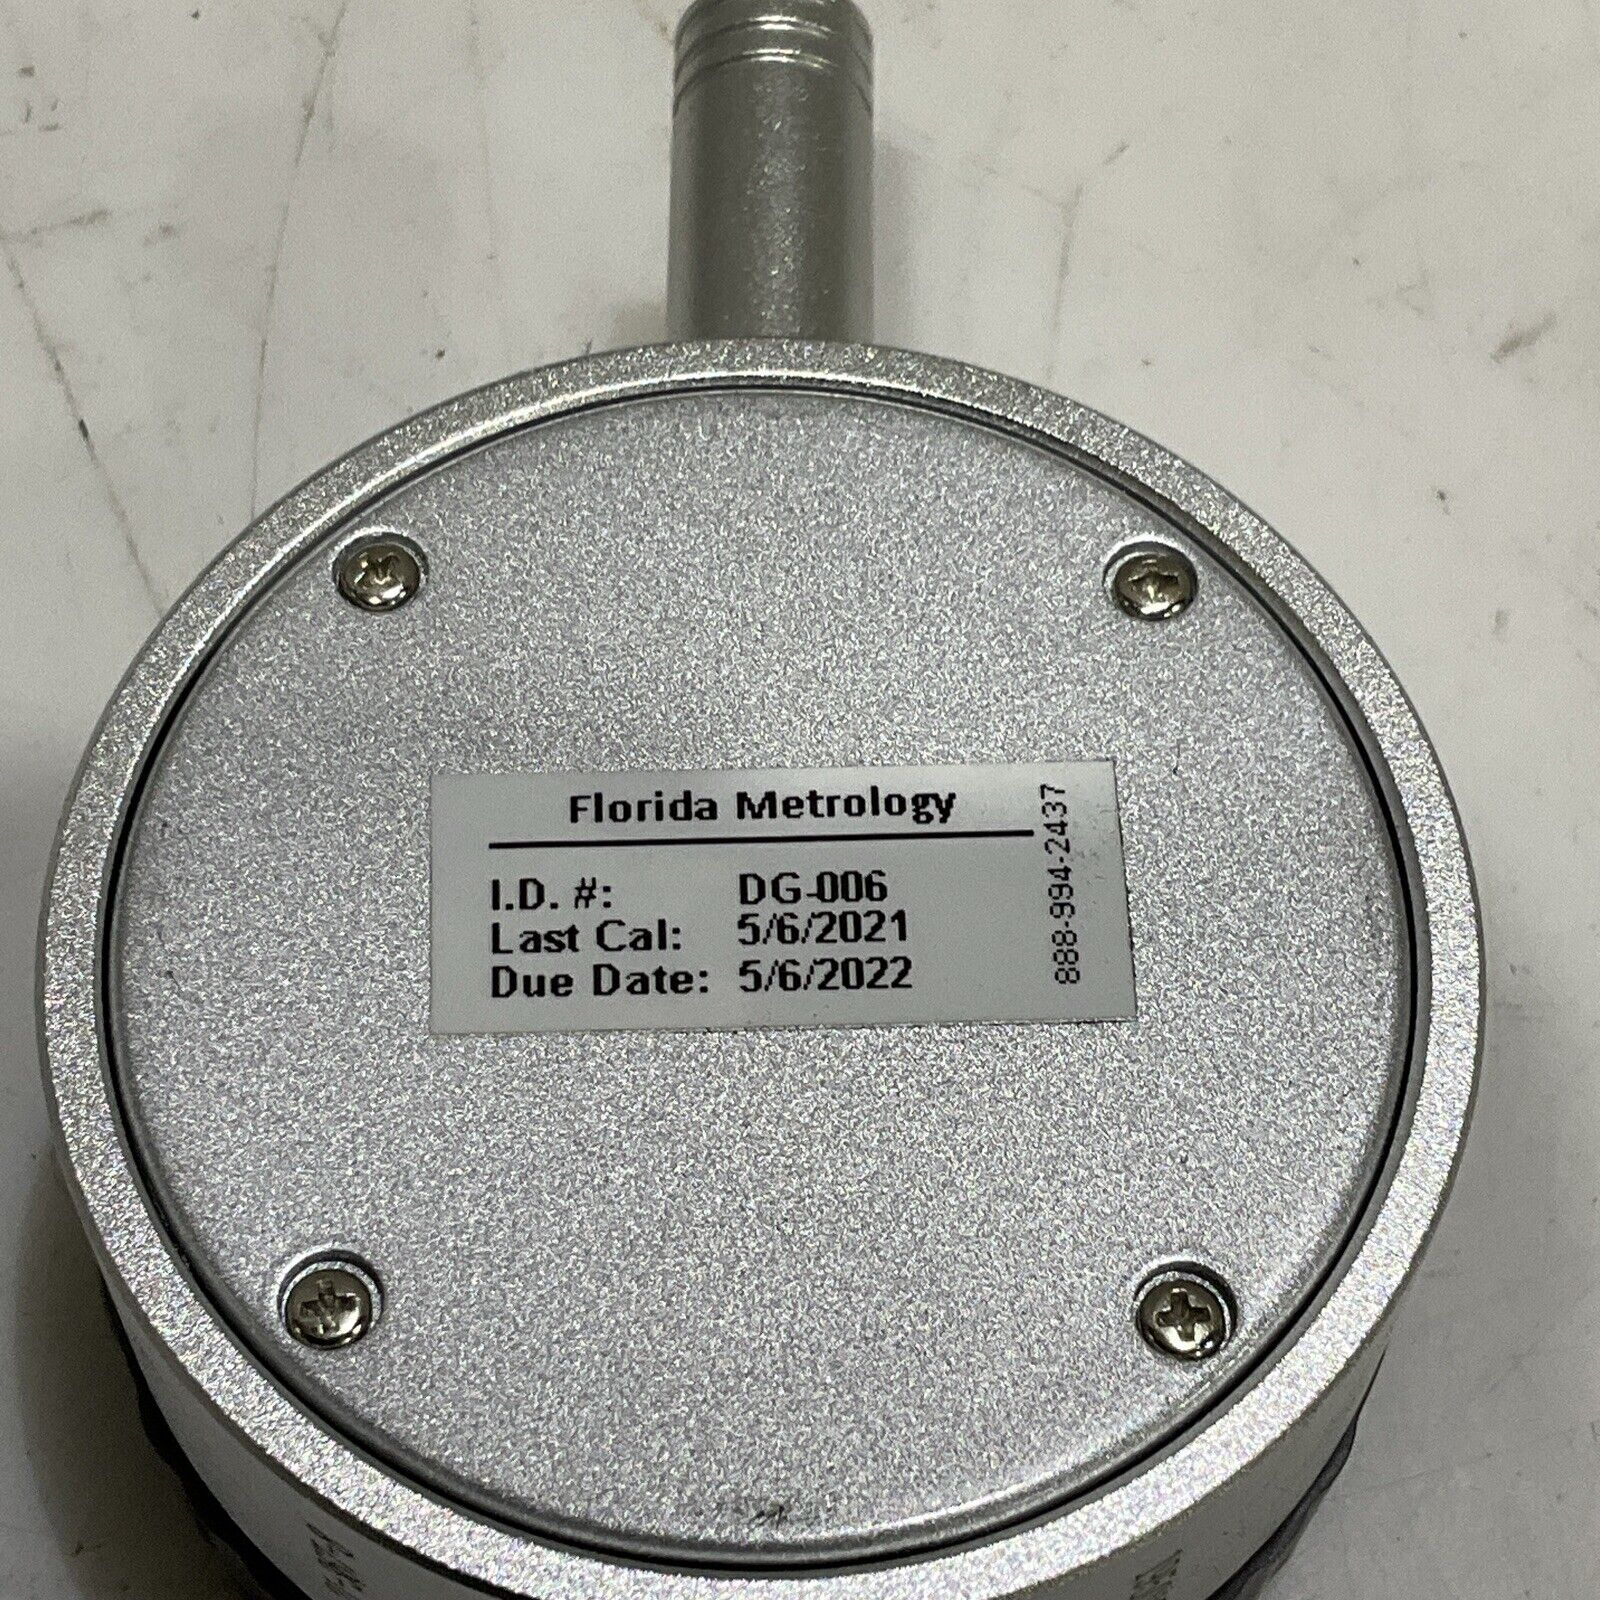 Florida Metrology
I.D. #: DG-006
Last Cal: 5/6/2021
Due Date: 5/6/2022
888-994-2437